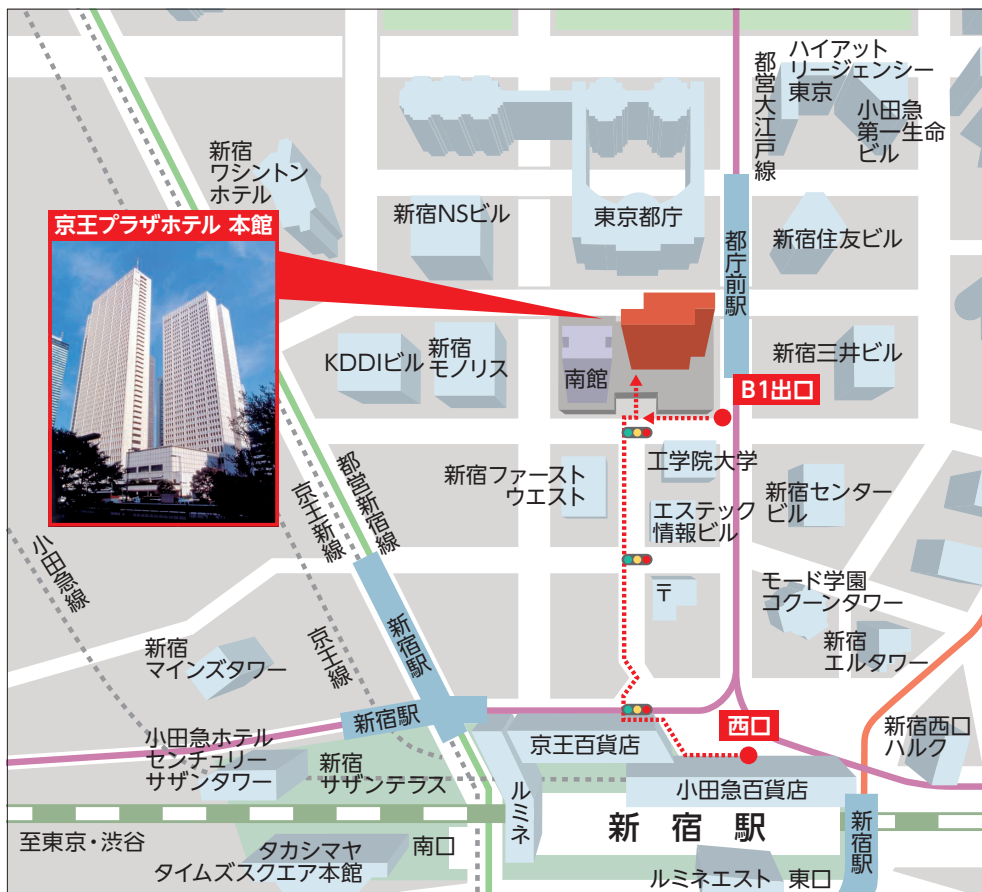 ハイアット
リージェンシー
東京
都営大江戸線
小田急
第一生命
ビル
新宿
ワシントン
ホテル
新宿NSビル
東京都庁
都庁前駅
新宿住友ビル
京王プラザホテル 本館
KDDIビル
新宿
モノリス
南館
新宿三井ビル
B1出口
新宿ファースト
ウエスト
工学院大学
エステック
情報ビル
新宿センター
ビル
都営新宿線
京王新線
小田急線
京王線
新宿駅
〒
モード学園
コクーンタワー
新宿
エルタワー
新宿
マインズタワー
新宿駅
西口
京王百貨店
新宿西口
ハルク
小田急ホテル
センチュリー
サザンタワー
新宿
サザンテラス
ルミネ
小田急百貨店
新宿駅
新宿駅
至東京・渋谷
タカシマヤ
タイムズスクエア本館
南口
ルミネエスト
東口